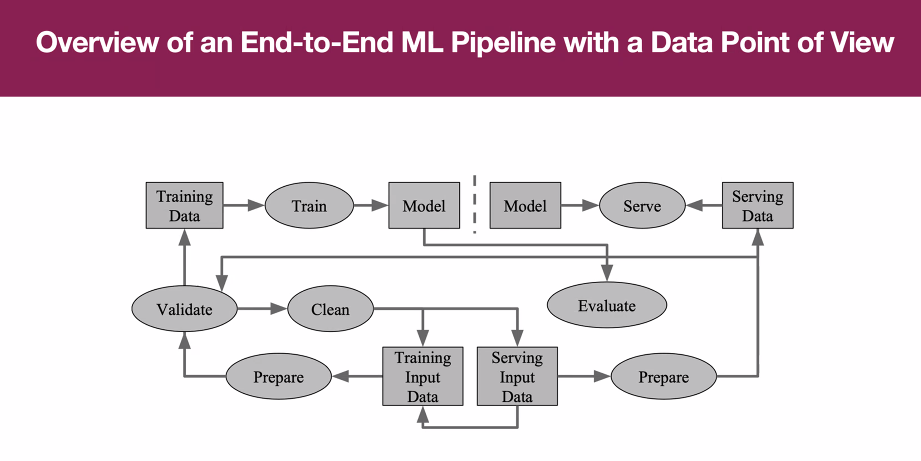 Overview of an End-to-End ML Pipeline with a Data Point of View
Training
Data
Train
Model
Model
Serve
Serving
Data
Validate
Clean
Evaluate
Prepare
Training
Input
Data
Serving
Input
Data
Prepare